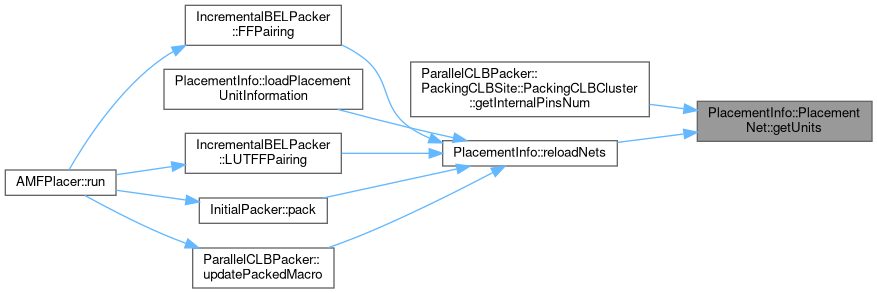 IncrementalBELPacker
::FFPairing
PlacementInfo::loadPlacement
UnitInformation
IncrementalBELPacker
::LUTFFPairing
AMFPlacer::run
InitialPacker::pack
ParallelCLBPacker::
updatePackedMacro
ParallelCLBPacker::
PackingCLBSite::PackingCLBCluster
::getInternalPinsNum
PlacementInfo::reloadNets
PlacementInfo::Placement
Net::getUnits